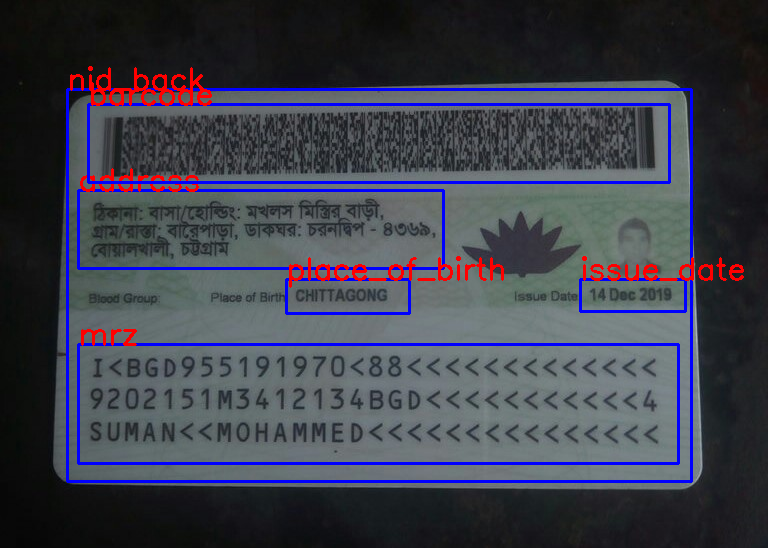 nid_back
barcode
address
ঠিকানা: বাসা/হোল্ডিং: মখলস মিস্ত্রির বাড়ী,
গ্রাম/রাস্তা: বারৈপাড়া, ডাকঘর: চরনদ্বিপ - ৪৩৬৯,
বোয়ালখালী, চট্টগ্রাম
place_of_birth issue_date
Blood Group: Place of Birth: CHITTAGONG Issue Date: 14 Dec 2019
mrz
I<BGD955191970<88<<<<<<<<<<<<<
9202151M3412134BGD<<<<<<<<<<<4
SUMAN<<MOHAMMED<<<<<<<<<<<<<<<